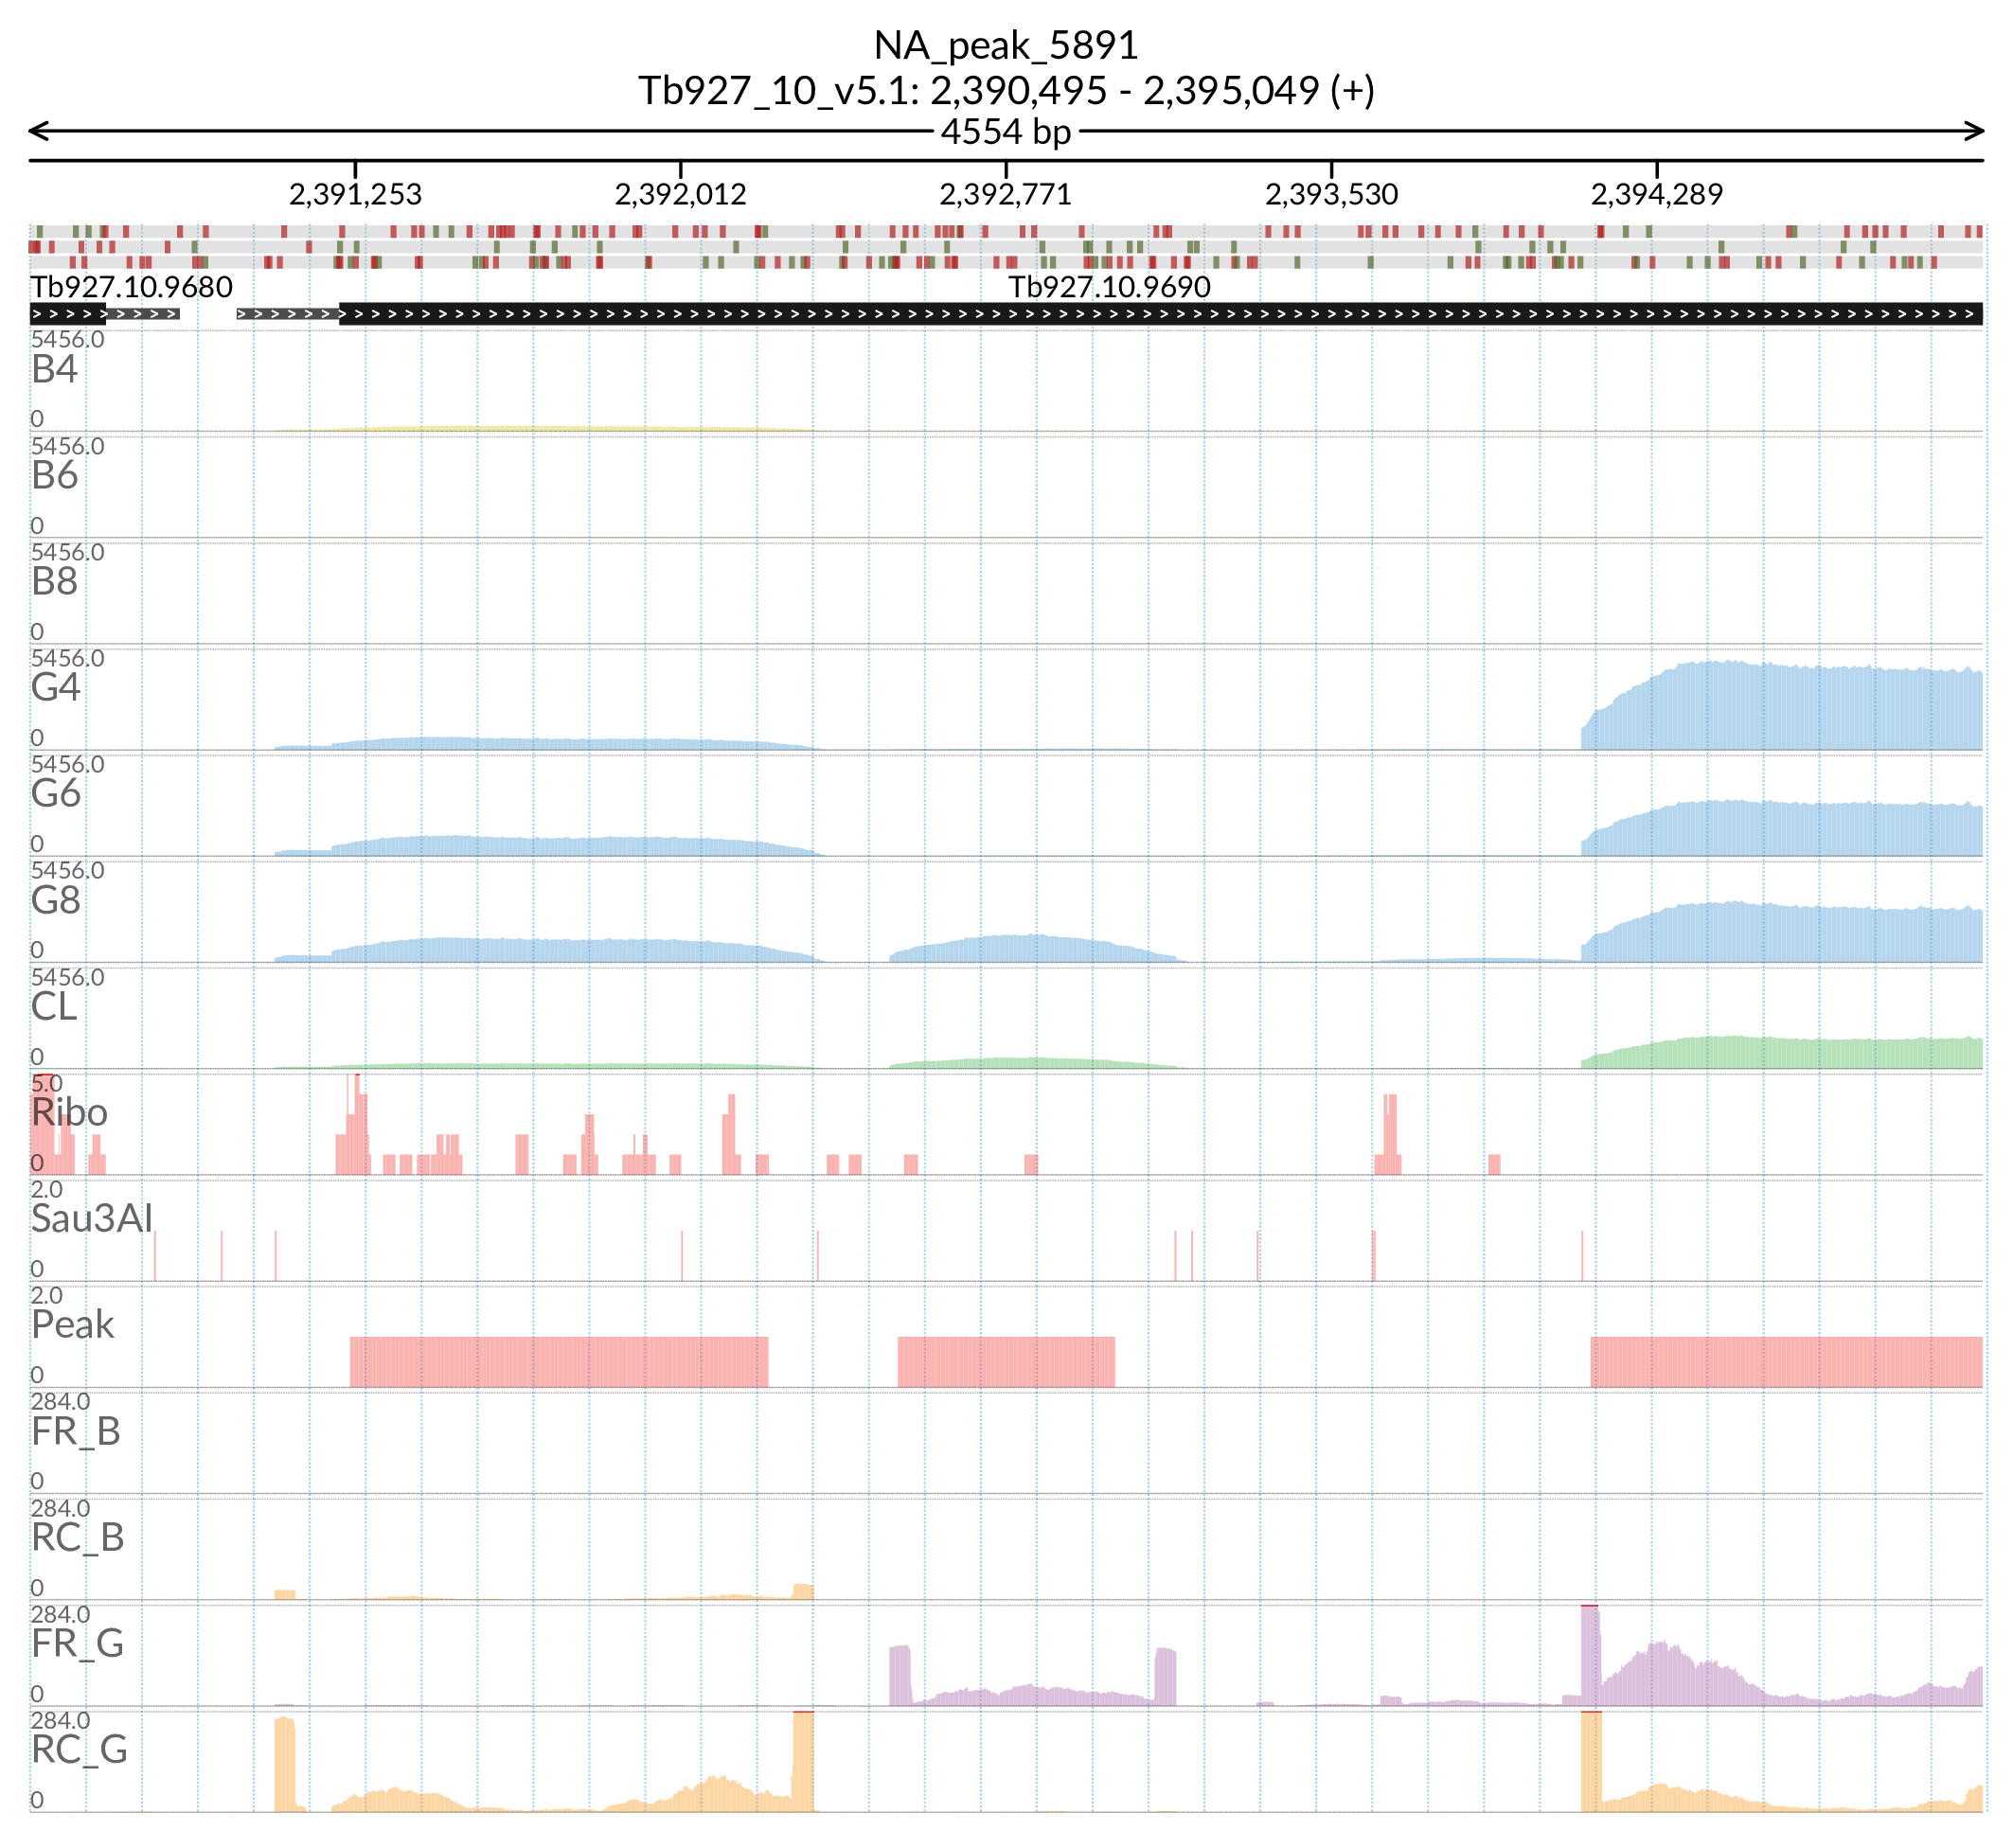 NA_peak_5891
Tb927_10_v5.1: 2,390,495 - 2,395,049 (+)
4554 bp
2,391,253 2,392,012 2,392,771 2,393,530 2,394,289
Tb927.10.9680 Tb927.10.9690
5456.0
B4
0
5456.0
B6
0
5456.0
B8
0
5456.0
G4
0
5456.0
G6
0
5456.0
G8
0
5456.0
CL
0
5.0
Ribo
0
2.0
Sau3AI
0
2.0
Peak
0
284.0
FR_B
0
284.0
RC_B
0
284.0
FR_G
0
284.0
RC_G
0